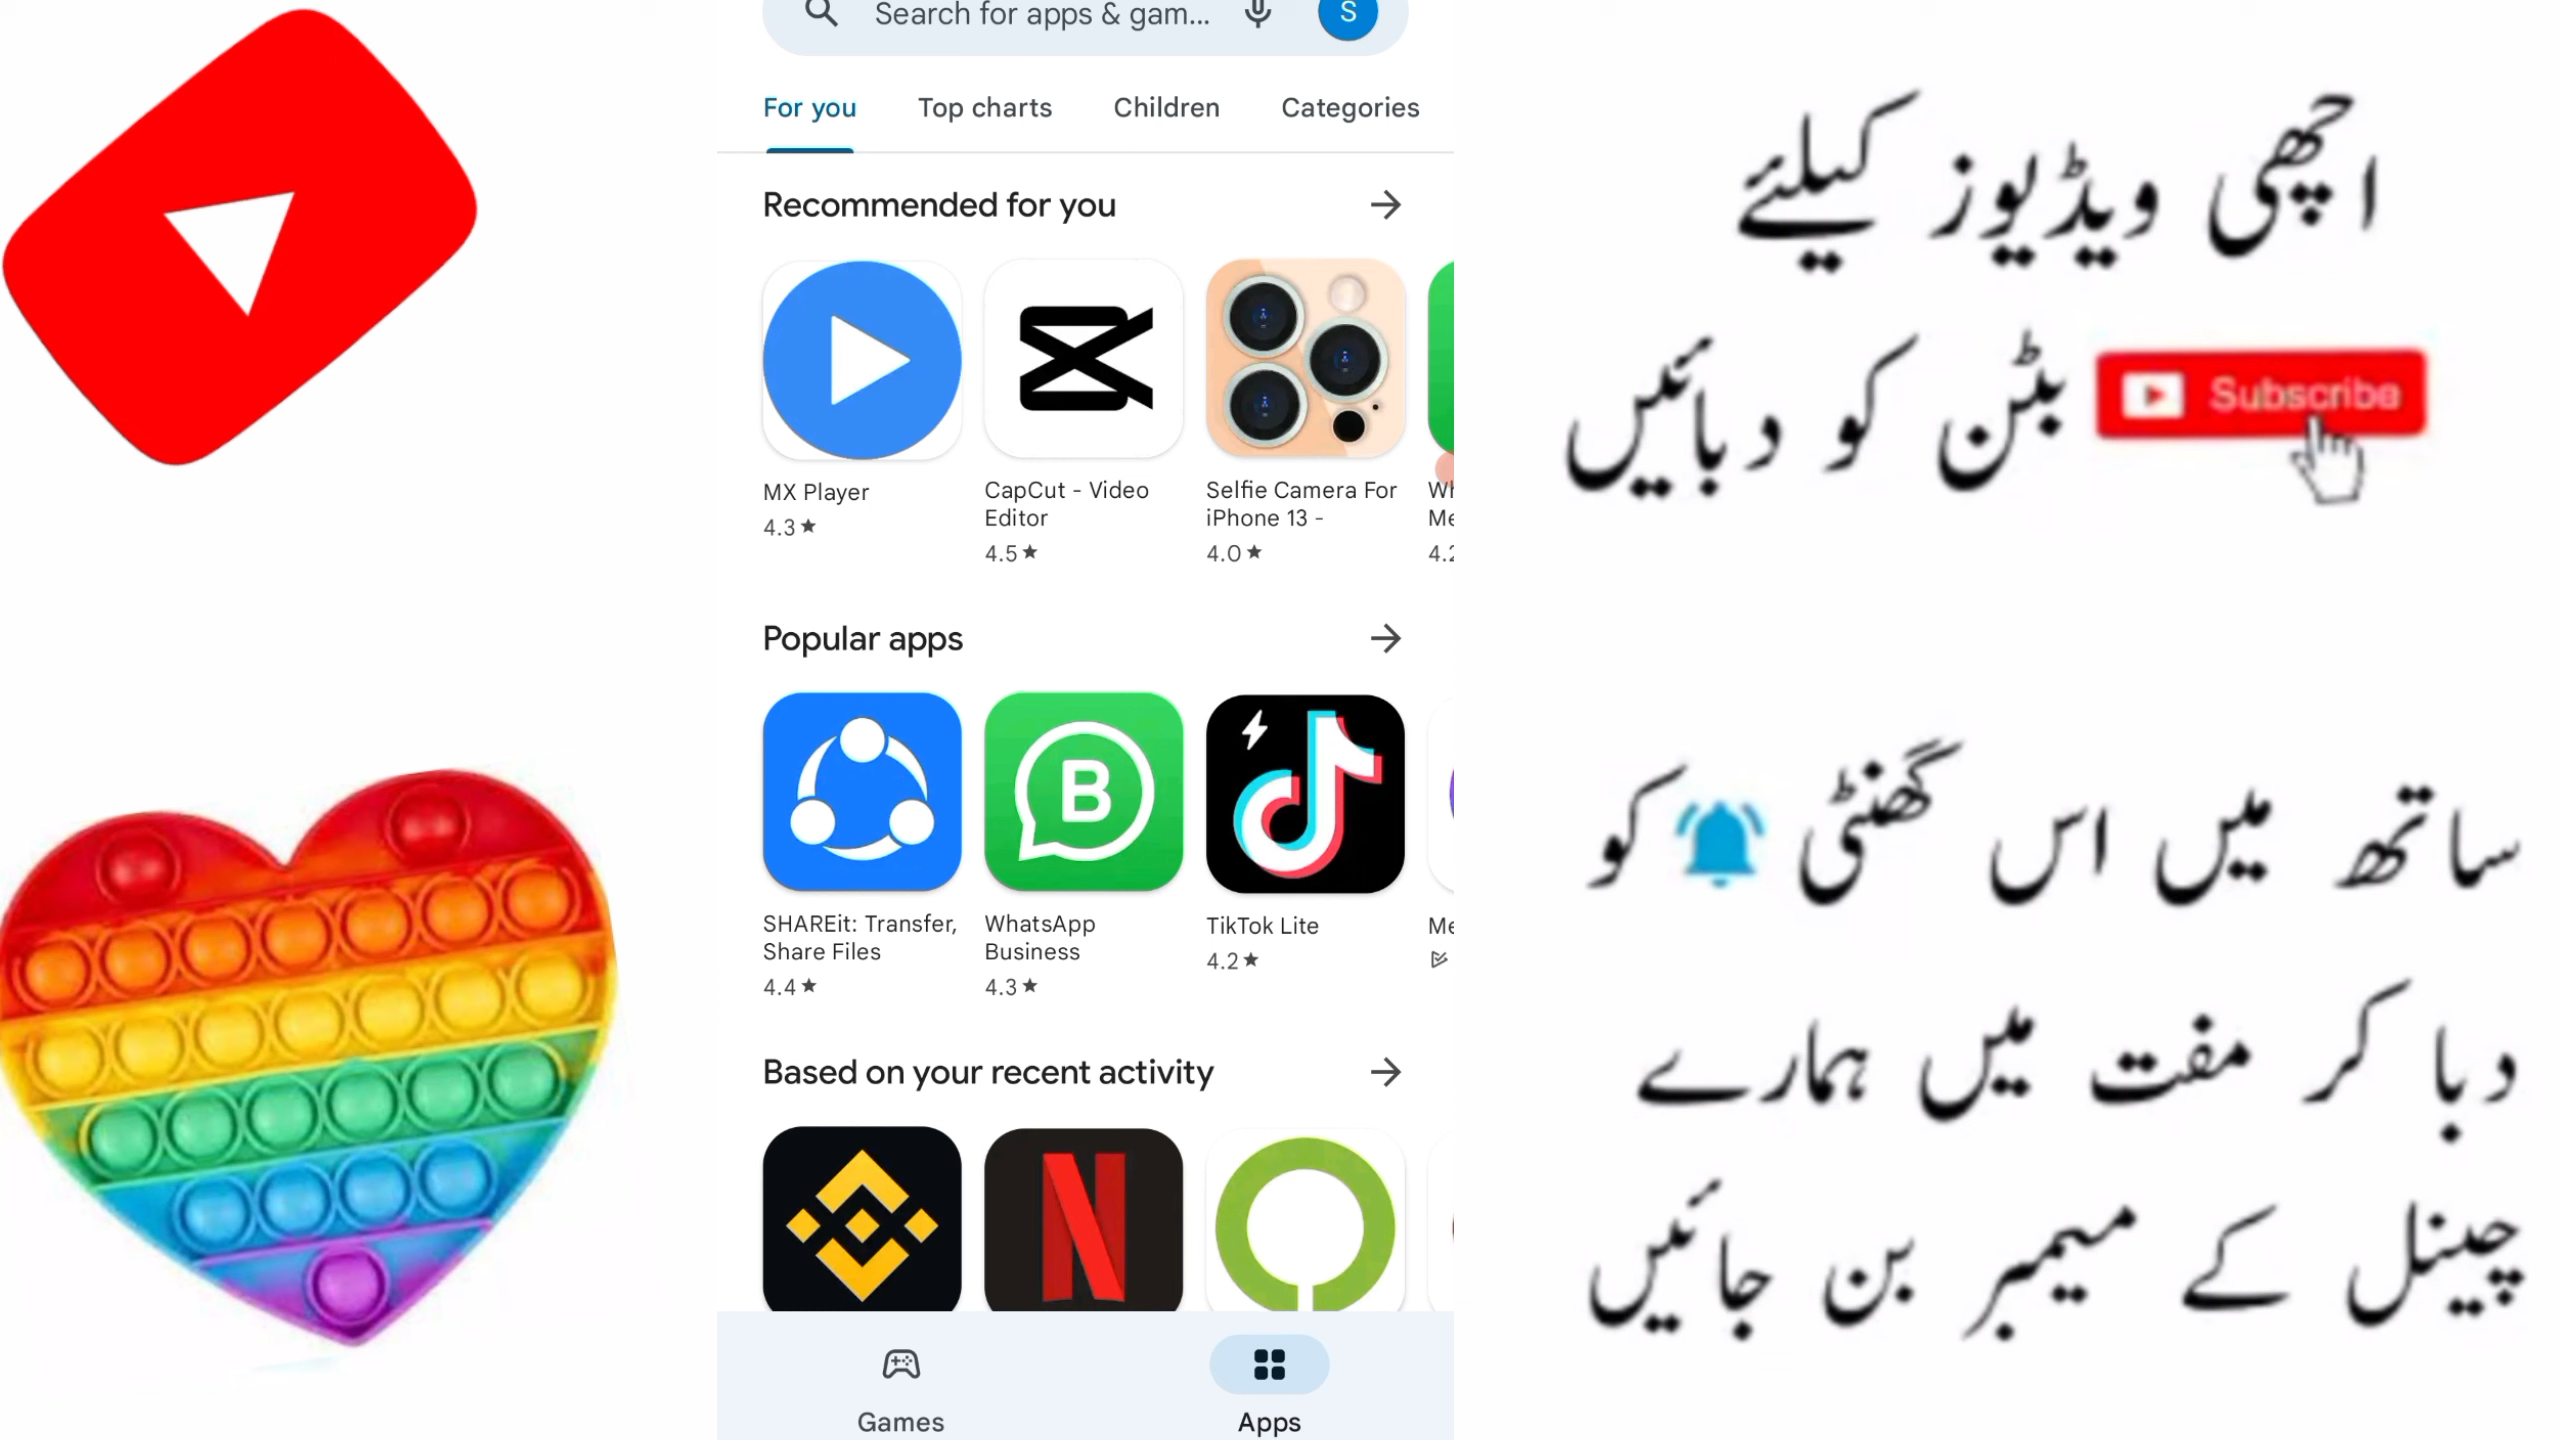 Search for apps & gam...
S
For you
Top charts
Children
Categories
Recommended for you
MX Player
4.3★
CapCut - Video
Editor
4.5★
Selfie Camera For
iPhone 13 -
4.0★
4.2
Popular apps
B
SHAREit: Transfer,
Share Files
4.4★
WhatsApp
Business
4.3★
TikTok Lite
4.2★
Me
Based on your recent activity
N
Games
Apps
اچھی ویڈیوز کیلئے
Subscribe بٹن کو دبائیں
ساتھ میں اس گھنٹی کو
دبا کر مفت میں ہمارے
چینل کے میمبر بن جائیں